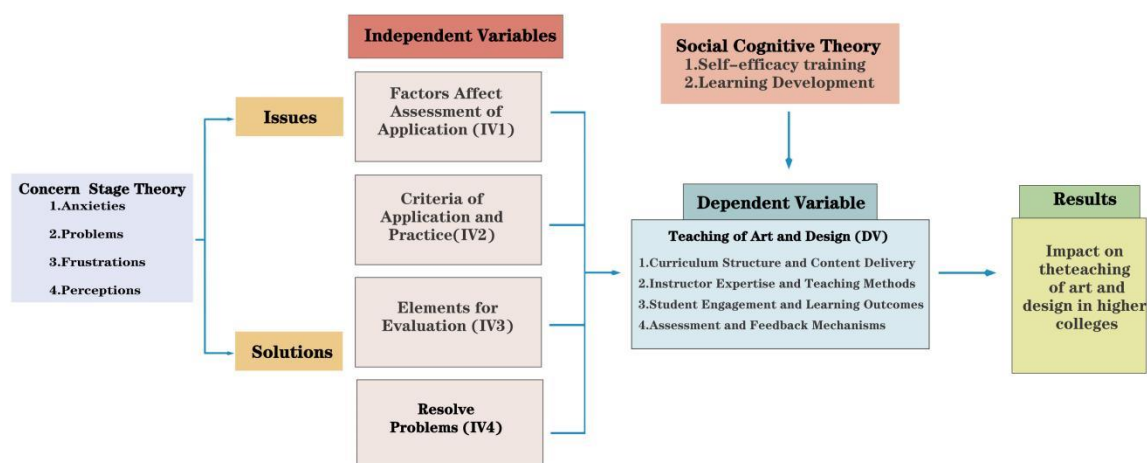 Concern Stage Theory
1.Anxieties
2.Problems
3.Frustrations
4.Perceptions
Issues
Solutions
Independent Variables
Factors Affect
Assessment of
Application (IV1)
Criteria of
Application and
Practice(IV2)
Elements for
Evaluation (IV3)
Resolve
Problems (IV4)
Social Cognitive Theory
1.Self-efficacy training
2.Learning Development
Dependent Variable
Teaching of Art and Design (DV)
1.Curriculum Structure and Content Delivery
2.Instructor Expertise and Teaching Methods
3.Student Engagement and Learning Outcomes
4.Assessment and Feedback Mechanisms
Results
Impact on
theteaching
of art and
design in higher
colleges